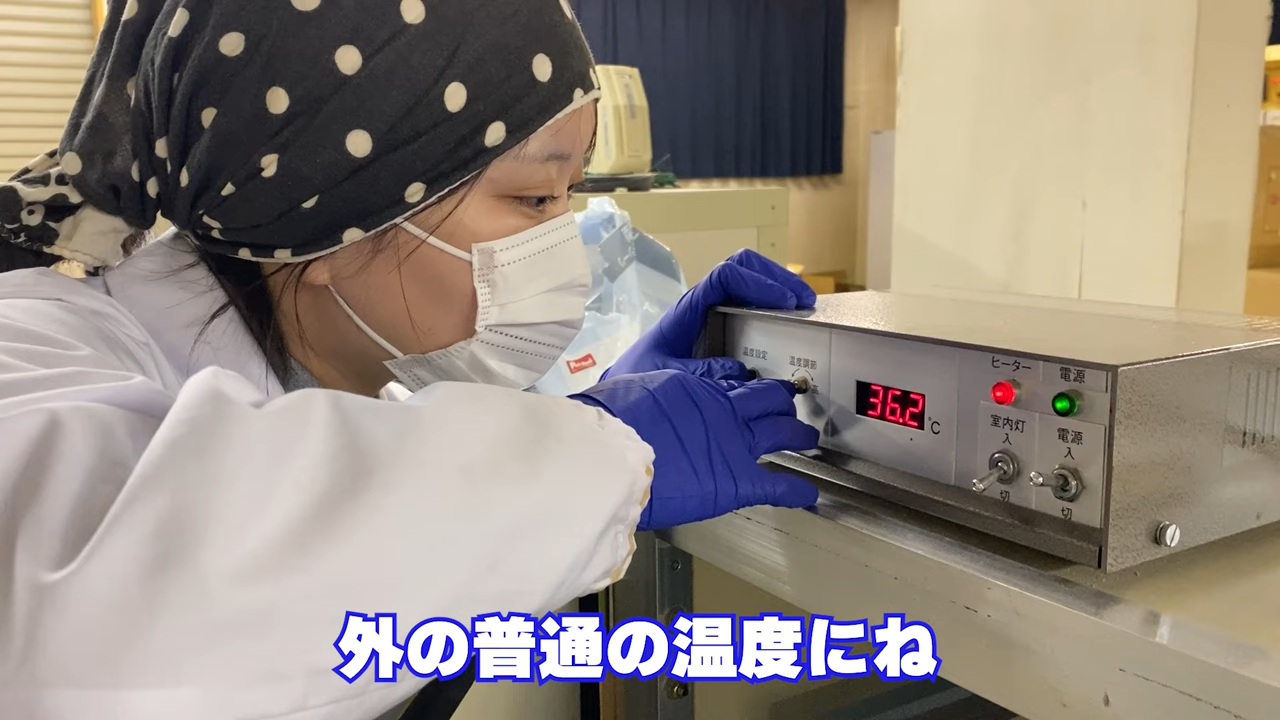 温度設定
温度調節
36.2
℃
ヒーター
電源
室内灯
入
切
電源
入
切
外の普通の温度にね